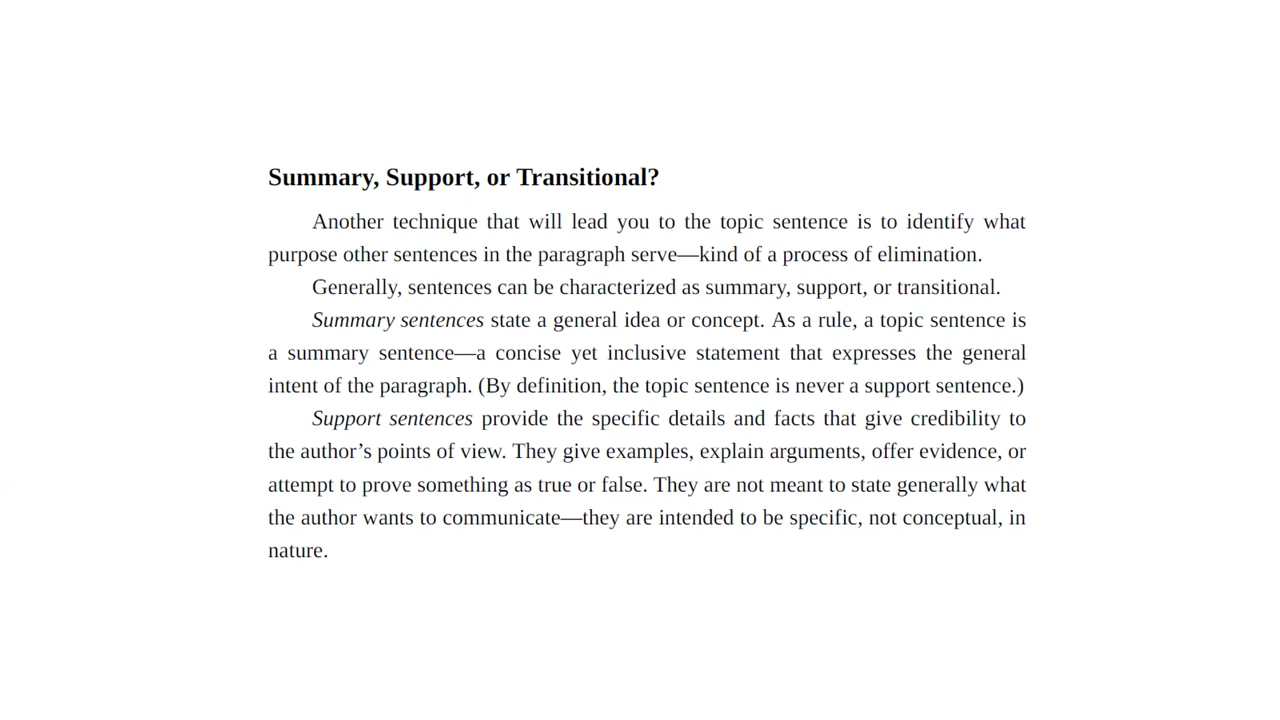 Summary, Support, or Transitional?
Another technique that will lead you to the topic sentence is to identify what
purpose other sentences in the paragraph serve—kind of a process of elimination.
Generally, sentences can be characterized as summary, support, or transitional.
Summary sentences state a general idea or concept. As a rule, a topic sentence is
a summary sentence—a concise yet inclusive statement that expresses the general
intent of the paragraph. (By definition, the topic sentence is never a support sentence.)
Support sentences provide the specific details and facts that give credibility to
the author’s points of view. They give examples, explain arguments, offer evidence, or
attempt to prove something as true or false. They are not meant to state generally what
the author wants to communicate—they are intended to be specific, not conceptual, in
nature.